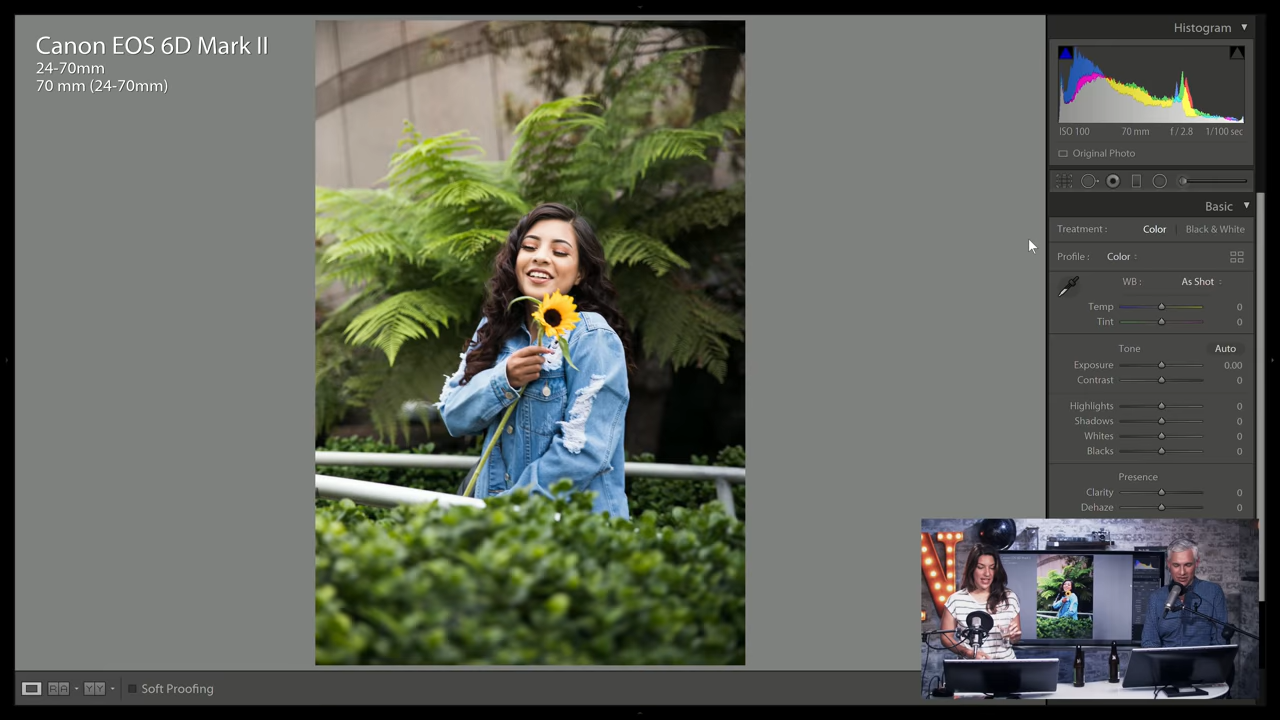 Canon EOS 6D Mark II
24-70mm
70 mm (24-70mm)
Histogram
ISO 100 70 mm f / 2.8 1/100 sec
Original Photo
Basic
Treatment : Color Black & White
Profile : Color
WB : As Shot
Temp 0
Tint 0
Tone Auto
Exposure 0.00
Contrast 0
Highlights 0
Shadows 0
Whites 0
Blacks 0
Presence
Clarity 0
Dehaze 0
Soft Proofing